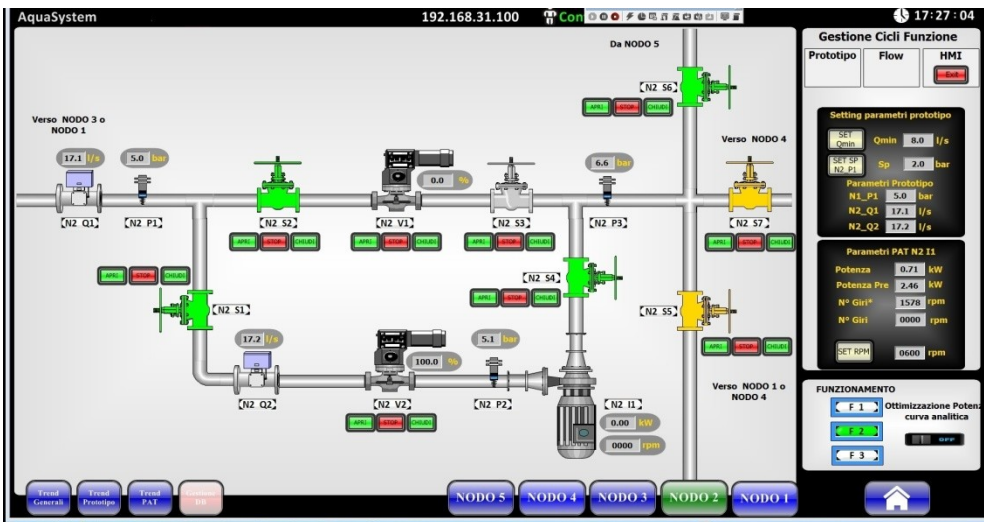 AquaSystem
192.168.31.100
Con
17:27:04
Da NODO 5
N2 S6
APRI STOP CHIUDI
Verso NODO 3 o
NODO 1
Verso NODO 4
17.1 l/s
5.0 bar
0.0 %
6.6 bar
N2 Q1
N2 P1
N2 S2
N2 V1
N2 S3
N2 P3
N2 S7
APRI STOP CHIUDI
APRI STOP CHIUDI
APRI STOP CHIUDI
APRI STOP CHIUDI
APRI STOP CHIUDI
N2 S4
APRI STOP CHIUDI
N2 S1
N2 S5
17.2 l/s
100.0 %
5.1 bar
APRI STOP CHIUDI
N2 Q2
N2 V2
N2 P2
N2 I1
APRI STOP CHIUDI
0.00 kW
0000 rpm
Verso NODO 1 o
NODO 4
Gestione Cicli Funzione
Prototipo
Flow
HMI
Exit
Setting parametri prototipo
SET
Qmin
Qmin 8.0 l/s
SET SP
N2_P1
Sp 2.0 bar
Parametri Prototipo
N1_P1 5.0 bar
N2_Q1 17.1 l/s
N2_Q2 17.2 l/s
Parametri PAT N2 I1
Potenza 0.71 kW
Potenza Pre 2.46 kW
N° Giri* 1578 rpm
N° Giri 0000 rpm
SET RPM 0600 rpm
FUNZIONAMENTO
F 1
F 2
F 3
Ottimizzazione Potenz
curva analitica
OFF
Trend
Generali
Trend
Prototipo
Trend
PAT
Gestione
DB
NODO 5
NODO 4
NODO 3
NODO 2
NODO 1